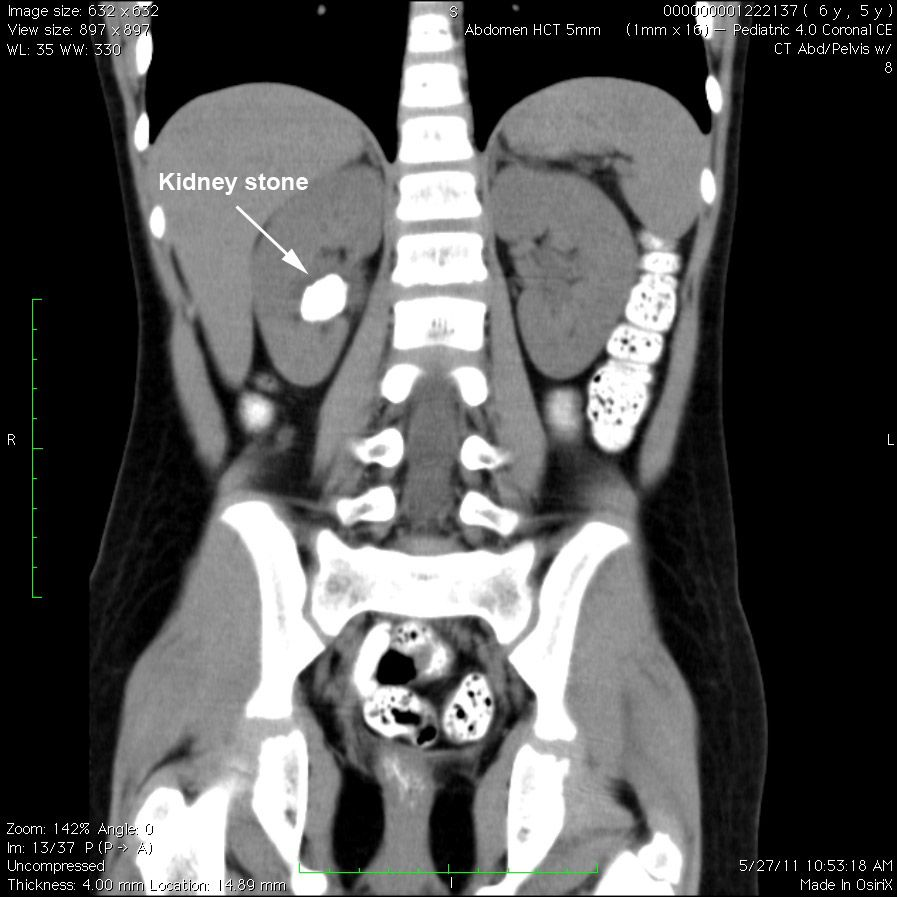 Image size: 632 x 632
View size: 897 x 897
WL: 35 WW: 330
S
000000001222137 ( 6 y , 5 y )
Abdomen HCT 5mm (1mm x 16) — Pediatric 4.0 Coronal CE
CT Abd/Pelvis w/
8
Kidney stone
R
L
Zoom: 142% Angle: 0
Im: 13/37 P (P -> A)
Uncompressed
Thickness: 4.00 mm Location: 14.89 mm
I
5/27/11 10:53:18 AM
Made In OsiriX